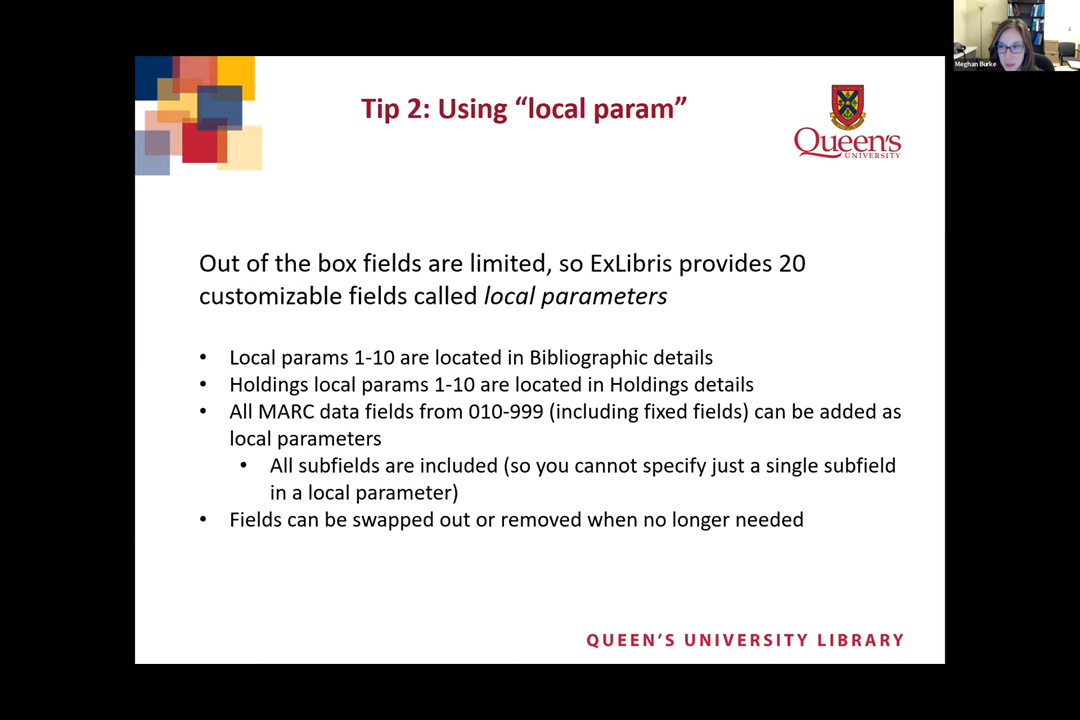 Meghan Burke
Tip 2: Using “local param”
Queen's
UNIVERSITY
Out of the box fields are limited, so ExLibris provides 20
customizable fields called local parameters
• Local params 1-10 are located in Bibliographic details
• Holdings local params 1-10 are located in Holdings details
• All MARC data fields from 010-999 (including fixed fields) can be added as
local parameters
• All subfields are included (so you cannot specify just a single subfield
in a local parameter)
• Fields can be swapped out or removed when no longer needed
QUEEN’S UNIVERSITY LIBRARY